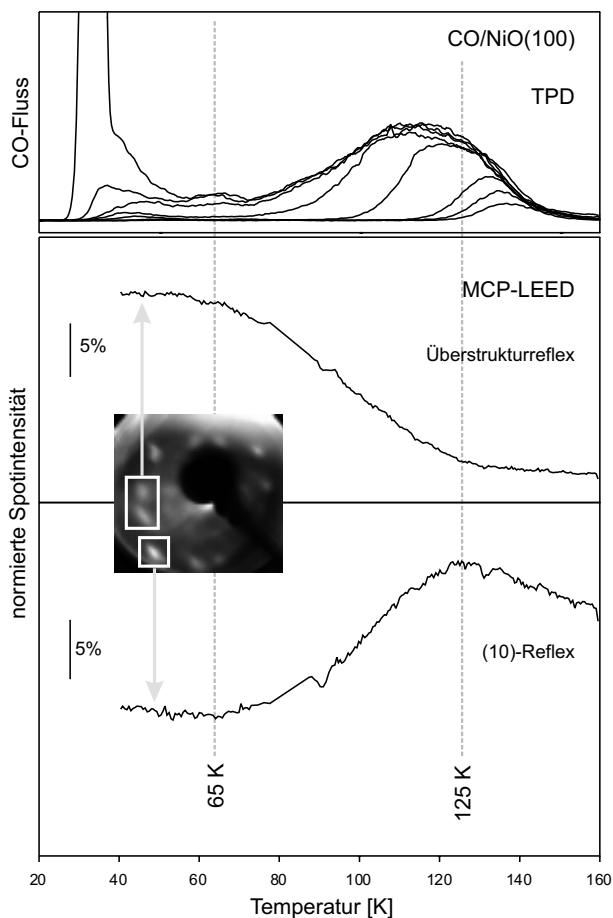 CO/NiO(100)
TPD
CO-Fluss
MCP-LEED
Überstrukturreflex
5%
normierte Spotintensität
5%
(10)-Reflex
65 K
125 K
20 40 60 80 100 120 140 160
Temperatur [K]